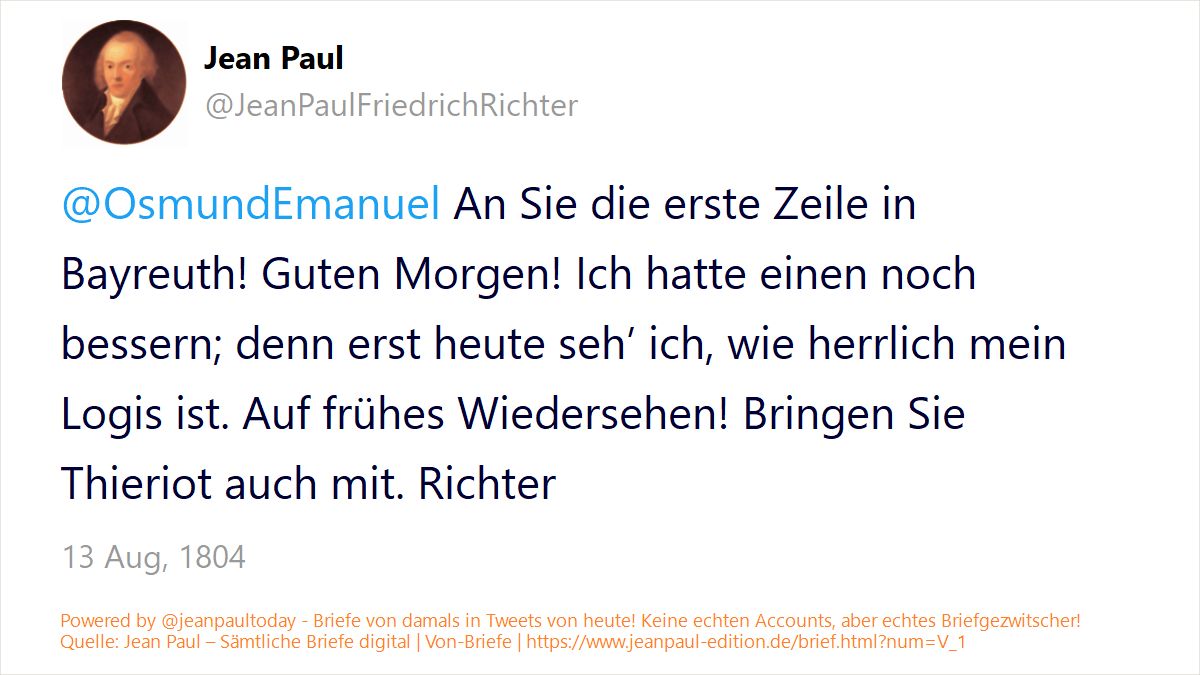 Jean Paul
@JeanPaulFriedrichRichter
@OsmundEmanuel An Sie die erste Zeile in
Bayreuth! Guten Morgen! Ich hatte einen noch
bessern; denn erst heute seh’ ich, wie herrlich mein
Logis ist. Auf frühes Wiedersehen! Bringen Sie
Thieriot auch mit. Richter
13 Aug, 1804
Powered by @jeanpaultoday - Briefe von damals in Tweets von heute! Keine echten Accounts, aber echtes Briefgezwitscher!
Quelle: Jean Paul – Sämtliche Briefe digital | Von-Briefe | https://www.jeanpaul-edition.de/brief.html?num=V_1